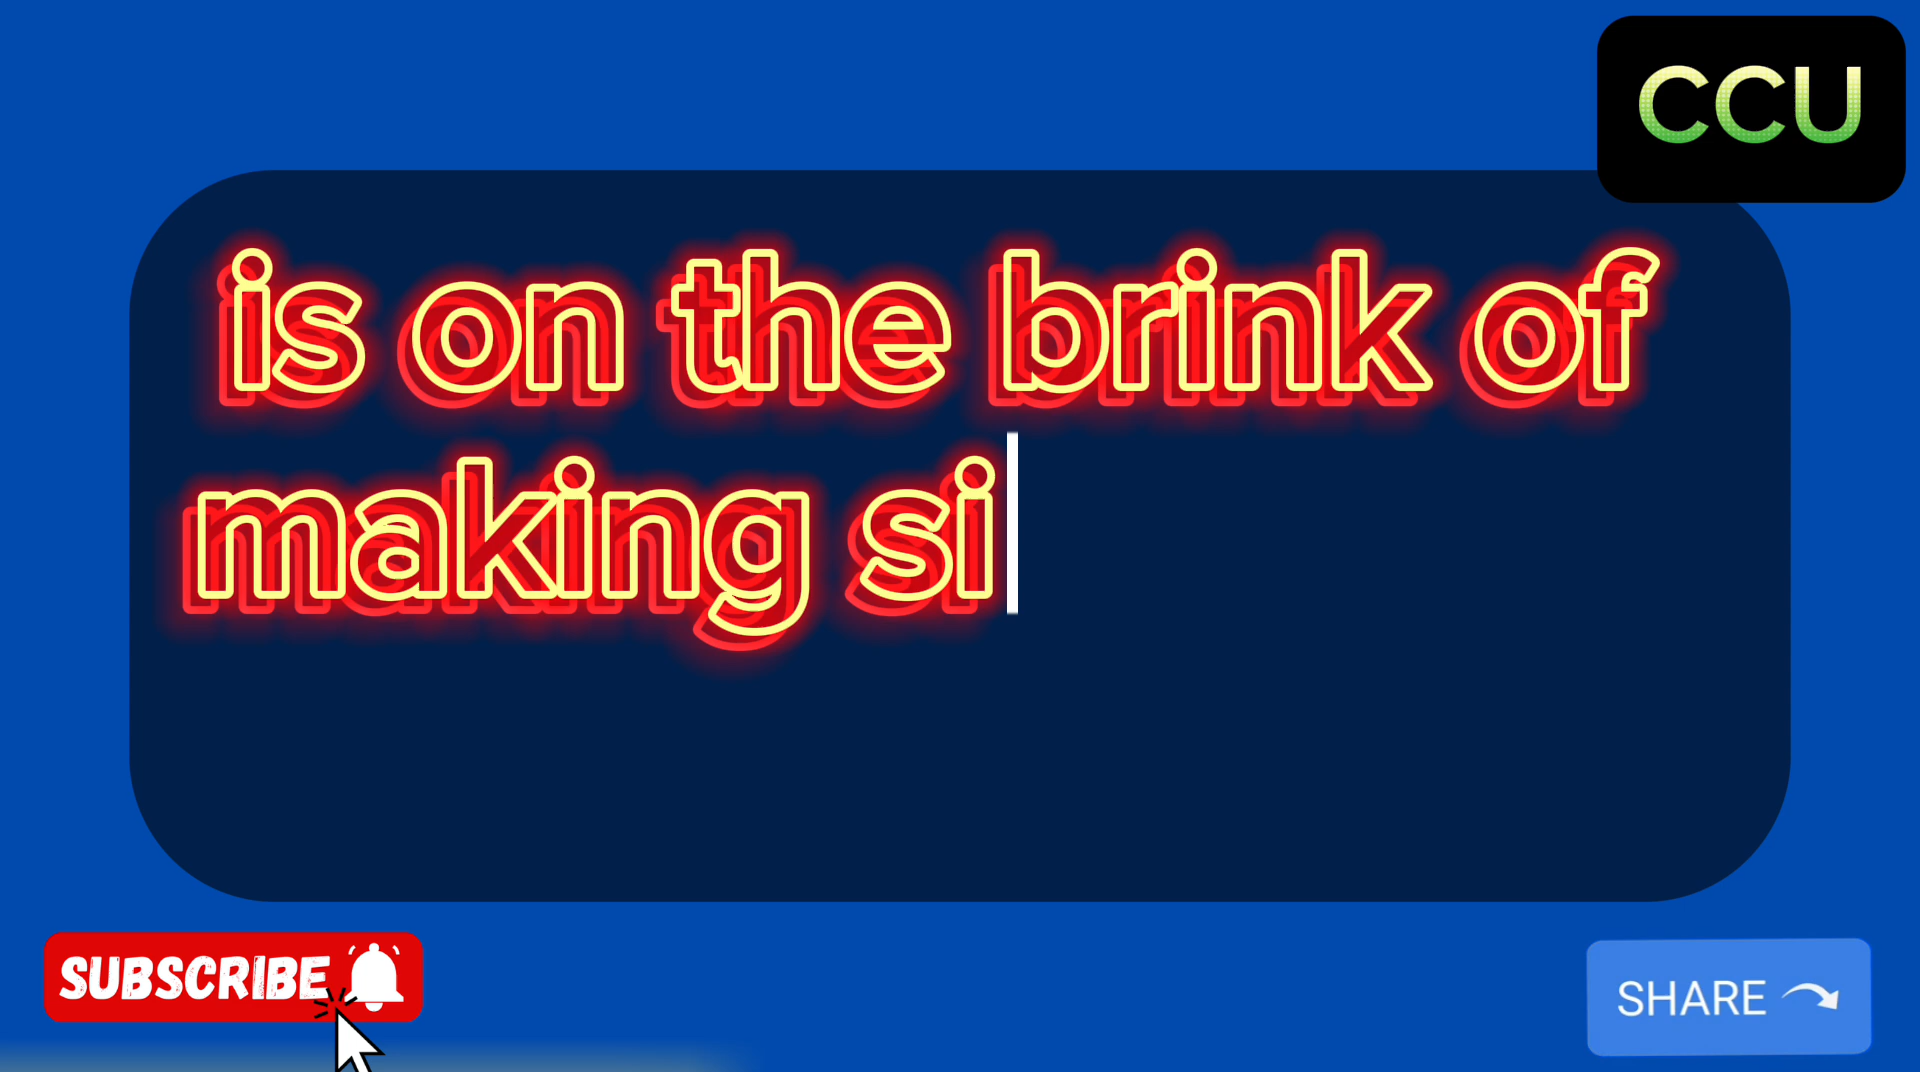 CCU
is on the brink of
making si
SUBSCRIBE
SHARE